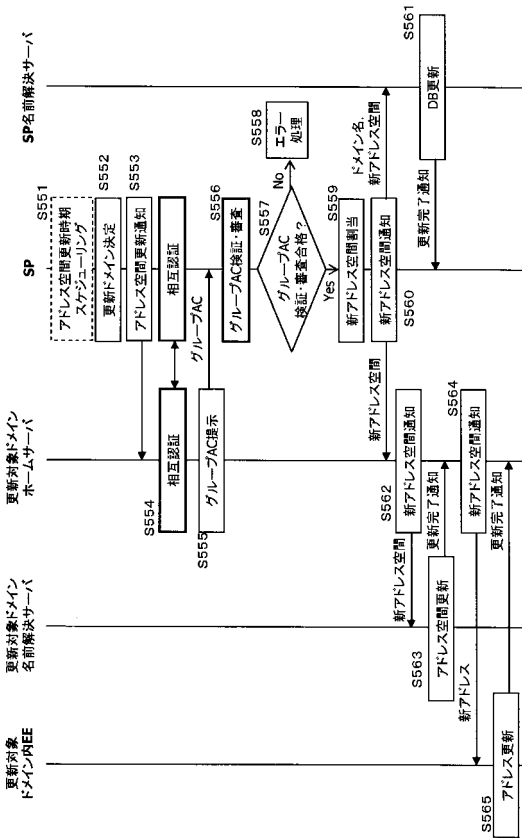 更新対象
ドメイン内EE
更新対象ドメイン
名前解決サーバ
更新対象ドメイン
ホームサーバ
SP
SP名前解決サーバ
S551
アドレス空間更新時期
スケジューリング
S552
更新ドメイン決定
S553
アドレス空間更新通知
S554
相互認証
相互認証
S555
グループAC提示
グループAC
S556
グループAC検証・審査
S557
グループAC
検証・審査合格?
No
S558
エラー
処理
Yes
S559
新アドレス空間割当
新アドレス空間通知
S560
新アドレス空間
ドメイン名,
新アドレス空間
S561
DB更新
更新完了通知
S562
新アドレス空間通知
新アドレス空間
S563
アドレス空間更新
更新完了通知
S564
新アドレス空間通知
新アドレス
S565
アドレス更新
更新完了通知